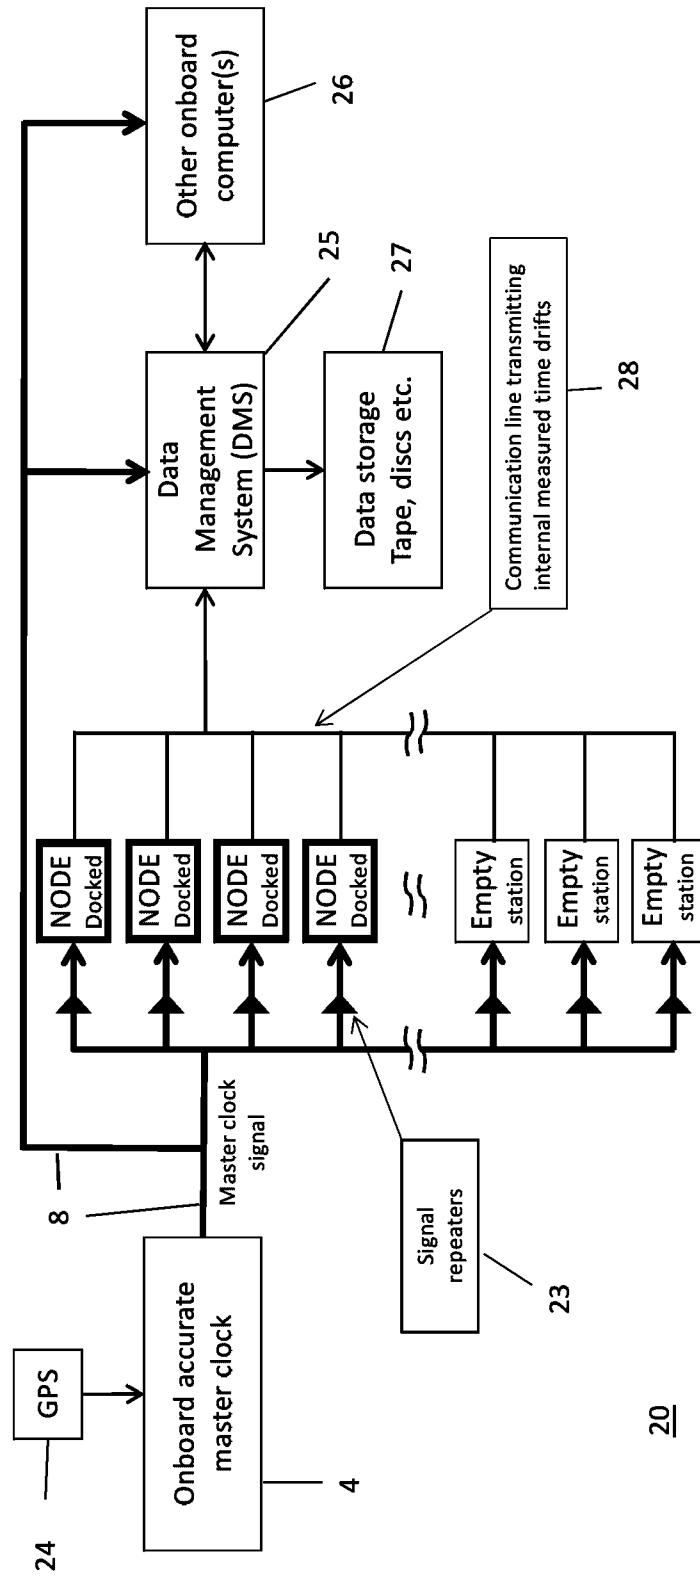 24
GPS
Onboard accurate
master clock
4
8
Master clock
signal
Signal
repeaters
23
NODE
Docked
NODE
Docked
NODE
Docked
NODE
Docked
Empty
station
Empty
station
Empty
station
Data
Management
System (DMS)
25
Other onboard
computer(s)
26
Data storage
Tape, discs etc.
27
Communication line transmitting
internal measured time drifts
28
20